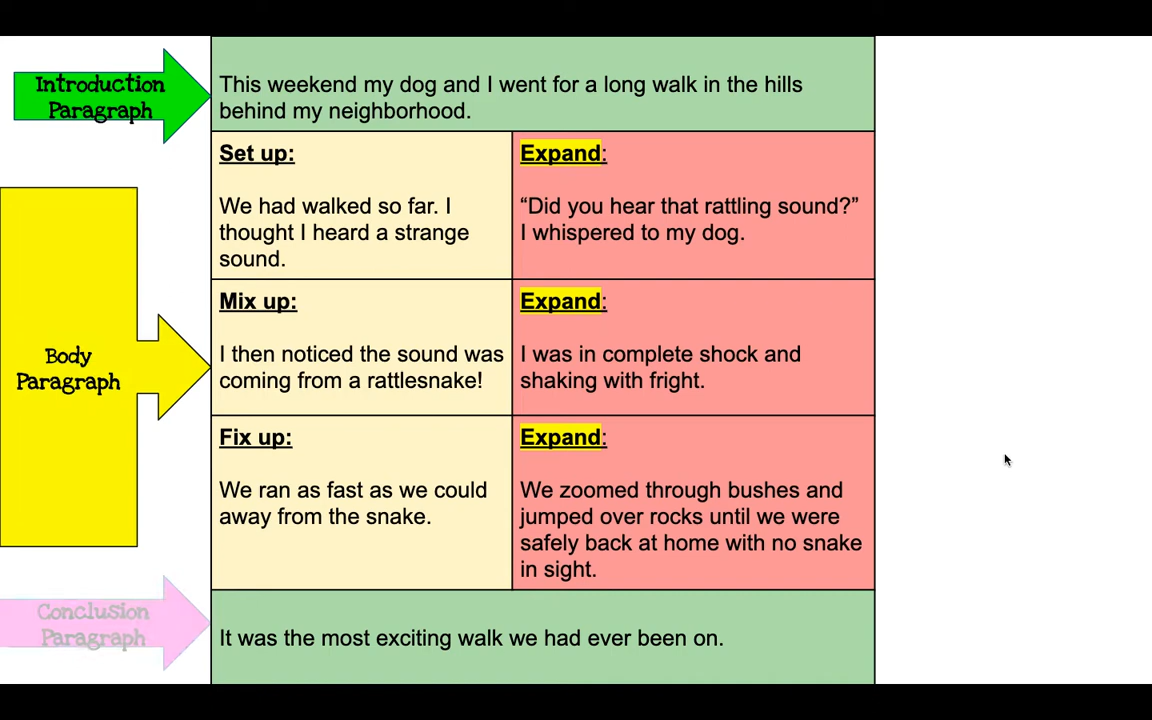 Introduction
Paragraph
This weekend my dog and I went for a long walk in the hills
behind my neighborhood.
Set up:
We had walked so far. I
thought I heard a strange
sound.
Expand:
“Did you hear that rattling sound?”
I whispered to my dog.
Body
Paragraph
Mix up:
I then noticed the sound was
coming from a rattlesnake!
Expand:
I was in complete shock and
shaking with fright.
Fix up:
We ran as fast as we could
away from the snake.
Expand:
We zoomed through bushes and
jumped over rocks until we were
safely back at home with no snake
in sight.
Conclusion
Paragraph
It was the most exciting walk we had ever been on.